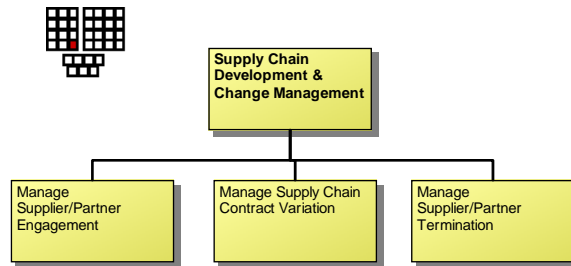 Supply Chain
Development &
Change Management
Manage
Supplier/Partner
Engagement
Manage Supply Chain
Contract Variation
Manage
Supplier/Partner
Termination